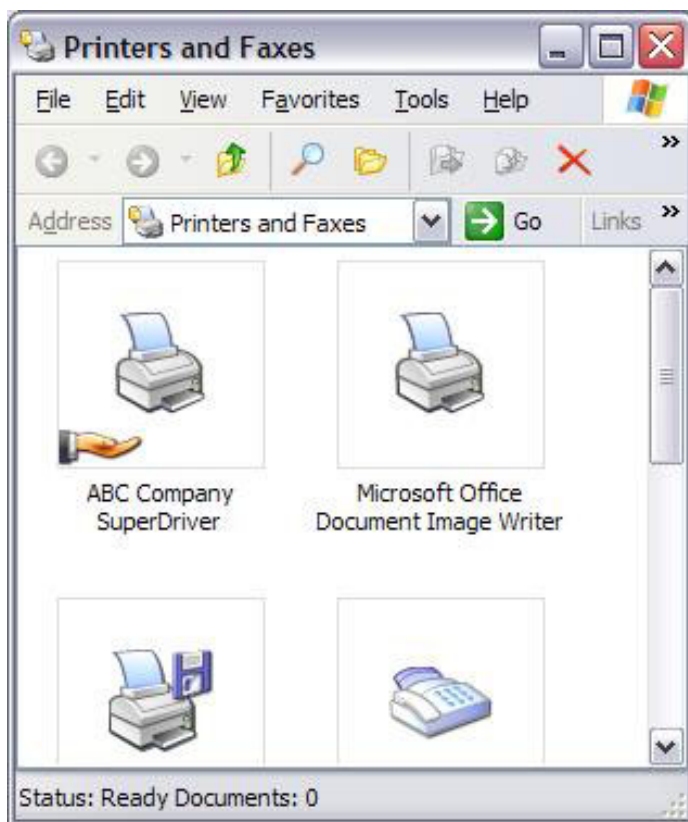 Printers and Faxes
File Edit View Favorites Tools Help
Address Printers and Faxes Go Links
ABC Company
SuperDriver
Microsoft Office
Document Image Writer
Status: Ready Documents: 0